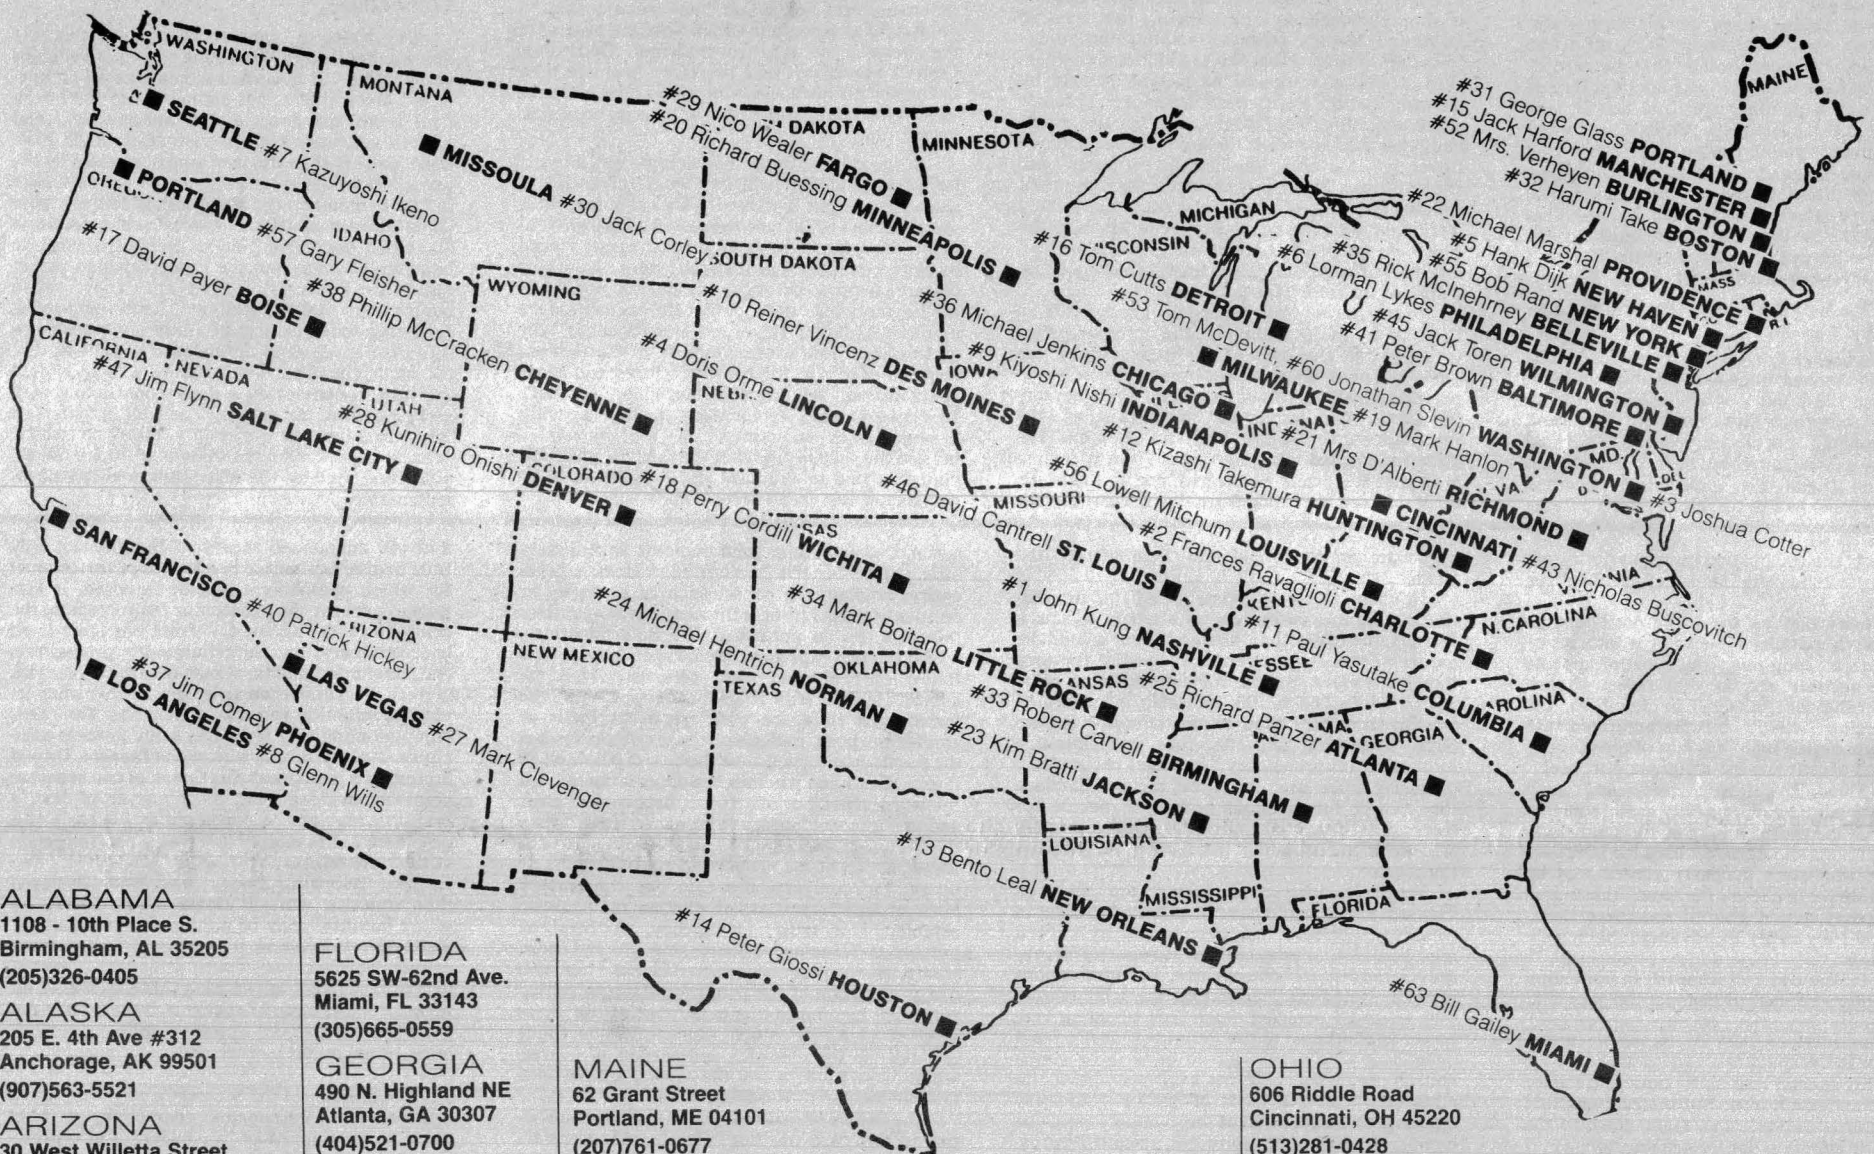 WASHINGTON
MONTANA
DAKOTA
MINNESOTA
MAINE
MICHIGAN
MASS
R.I.
IDAHO
WYOMING
SOUTH DAKOTA
CALIFORNIA
NEVADA
UTAH
IOWA
COLORADO
MISSOURI
MD.
DEL
VA
ARIZONA
NEW MEXICO
OKLAHOMA
TEXAS
N. CAROLINA
GEORGIA
LOUISIANA
MISSISSIPPI
FLORIDA
SEATTLE #7 Kazuyoshi Ikeno
PORTLAND #57 Gary Fleisher
MISSOULA #30 Jack Corley
#29 Nico Wealer FARGO
#20 Richard Buessing MINNEAPOLIS
#17 David Payer BOISE
#38 Phillip McCracken CHEYENNE
#47 Jim Flynn SALT LAKE CITY
#28 Kunihiro Onishi DENVER
#10 Reiner Vincenz DES MOINES
#4 Doris Orme LINCOLN
#18 Perry Cordill WICHITA
SAN FRANCISCO #40 Patrick Hickey
LAS VEGAS #27 Mark Clevenger
#37 Jim Comey PHOENIX
LOS ANGELES #8 Glenn Wills
#24 Michael Hentrich NORMAN
#34 Mark Boitano LITTLE ROCK
#46 David Cantrell ST. LOUIS
#1 John Kung NASHVILLE
#33 Robert Carvell BIRMINGHAM
#23 Kim Bratti JACKSON
#13 Bento Leal NEW ORLEANS
#14 Peter Giossi HOUSTON
#63 Bill Gailey MIAMI
#25 Richard Panzer ATLANTA
#11 Paul Yasutake COLUMBIA
#2 Frances Ravaglioli CHARLOTTE
#56 Lowell Mitchum LOUISVILLE
#12 Kizashi Takemura HUNTINGTON
#9 Kiyoshi Nishi INDIANAPOLIS
#36 Michael Jenkins CHICAGO
#16 Tom Cutts DETROIT
MILWAUKEE #19 Mark Hanlon
#53 Tom McDevitt, #60 Jonathan Slevin WASHINGTON #3 Joshua Cotter
#21 Mrs D'Alberti RICHMOND
CINCINNATI #43 Nicholas Buscovitch
#31 George Glass PORTLAND
#15 Jack Harford MANCHESTER
#52 Mrs. Verheyen BURLINGTON
#32 Harumi Take BOSTON
#22 Michael Marshal PROVIDENCE
#5 Hank Dijk NEW HAVEN
#55 Bob Rand NEW YORK
#35 Rick McInehrney BELLEVILLE
#6 Lorman Lykes PHILADELPHIA
#45 Jack Toren WILMINGTON
#41 Peter Brown BALTIMORE
ALABAMA
1108 - 10th Place S.
Birmingham, AL 35205
(205)326-0405
ALASKA
205 E. 4th Ave #312
Anchorage, AK 99501
(907)563-5521
ARIZONA
30 West Willetta Street
FLORIDA
5625 SW-62nd Ave.
Miami, FL 33143
(305)665-0559
GEORGIA
490 N. Highland NE
Atlanta, GA 30307
(404)521-0700
MAINE
62 Grant Street
Portland, ME 04101
(207)761-0677
OHIO
606 Riddle Road
Cincinnati, OH 45220
(513)281-0428